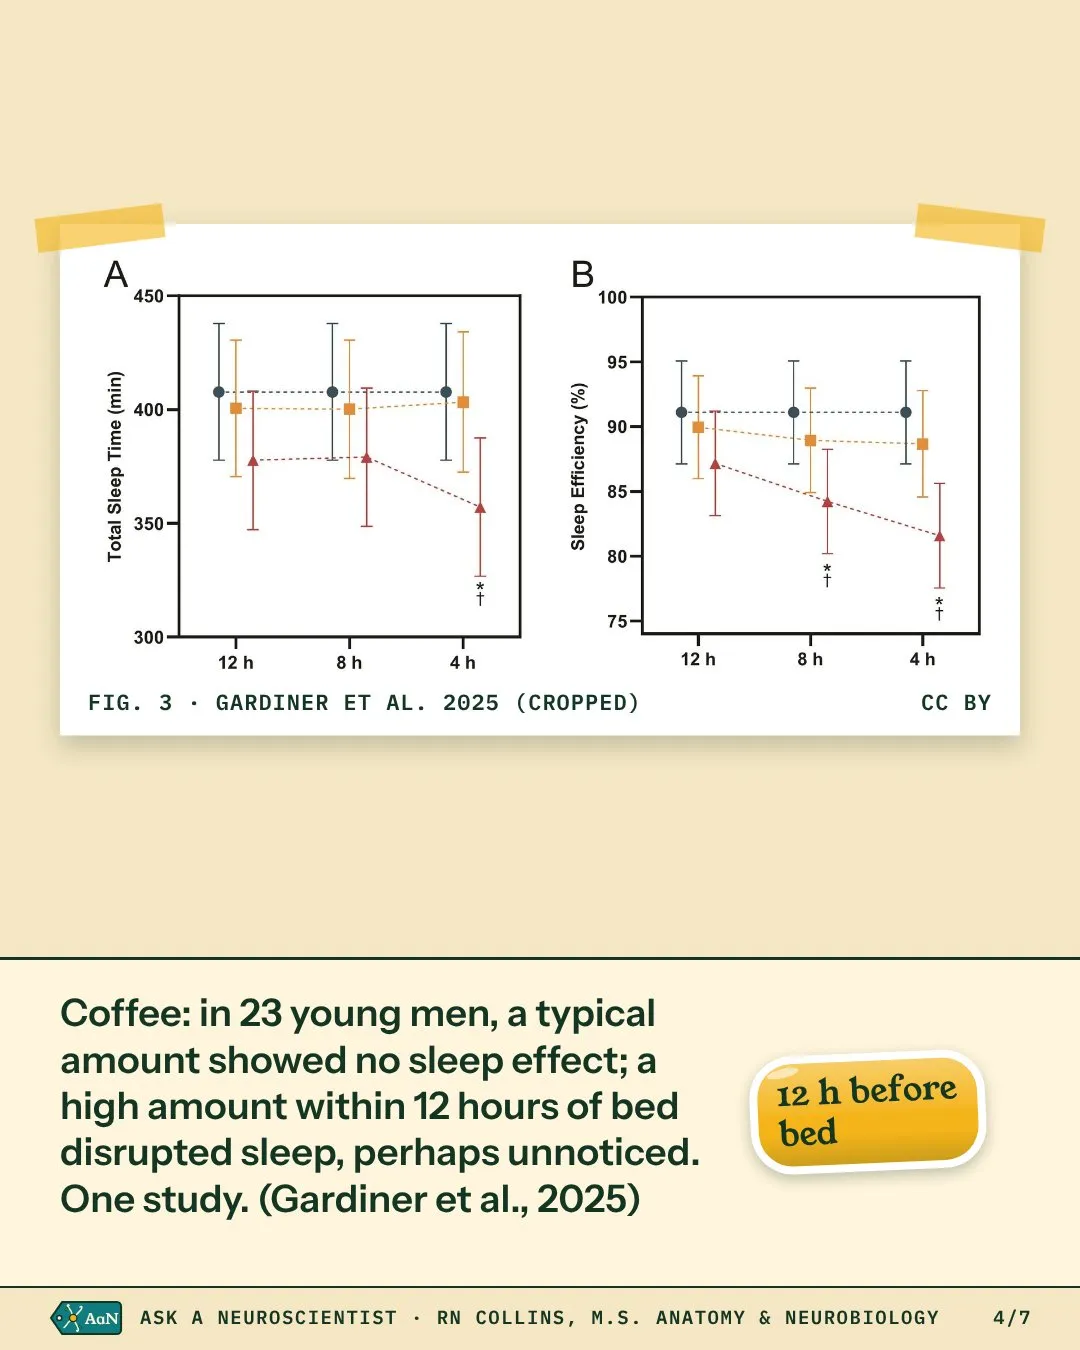 A
B
450
400
350
300
Total Sleep Time (min)
12 h
8 h
4 h
*
†
100
95
90
85
80
75
Sleep Efficiency (%)
12 h
8 h
4 h
*
†
*
†
FIG. 3 · GARDINER ET AL. 2025 (CROPPED)
CC BY
Coffee: in 23 young men, a typical
amount showed no sleep effect; a
high amount within 12 hours of bed
disrupted sleep, perhaps unnoticed.
One study. (Gardiner et al., 2025)
12 h before
bed
AaN
ASK A NEUROSCIENTIST · RN COLLINS, M.S. ANATOMY & NEUROBIOLOGY
4/7